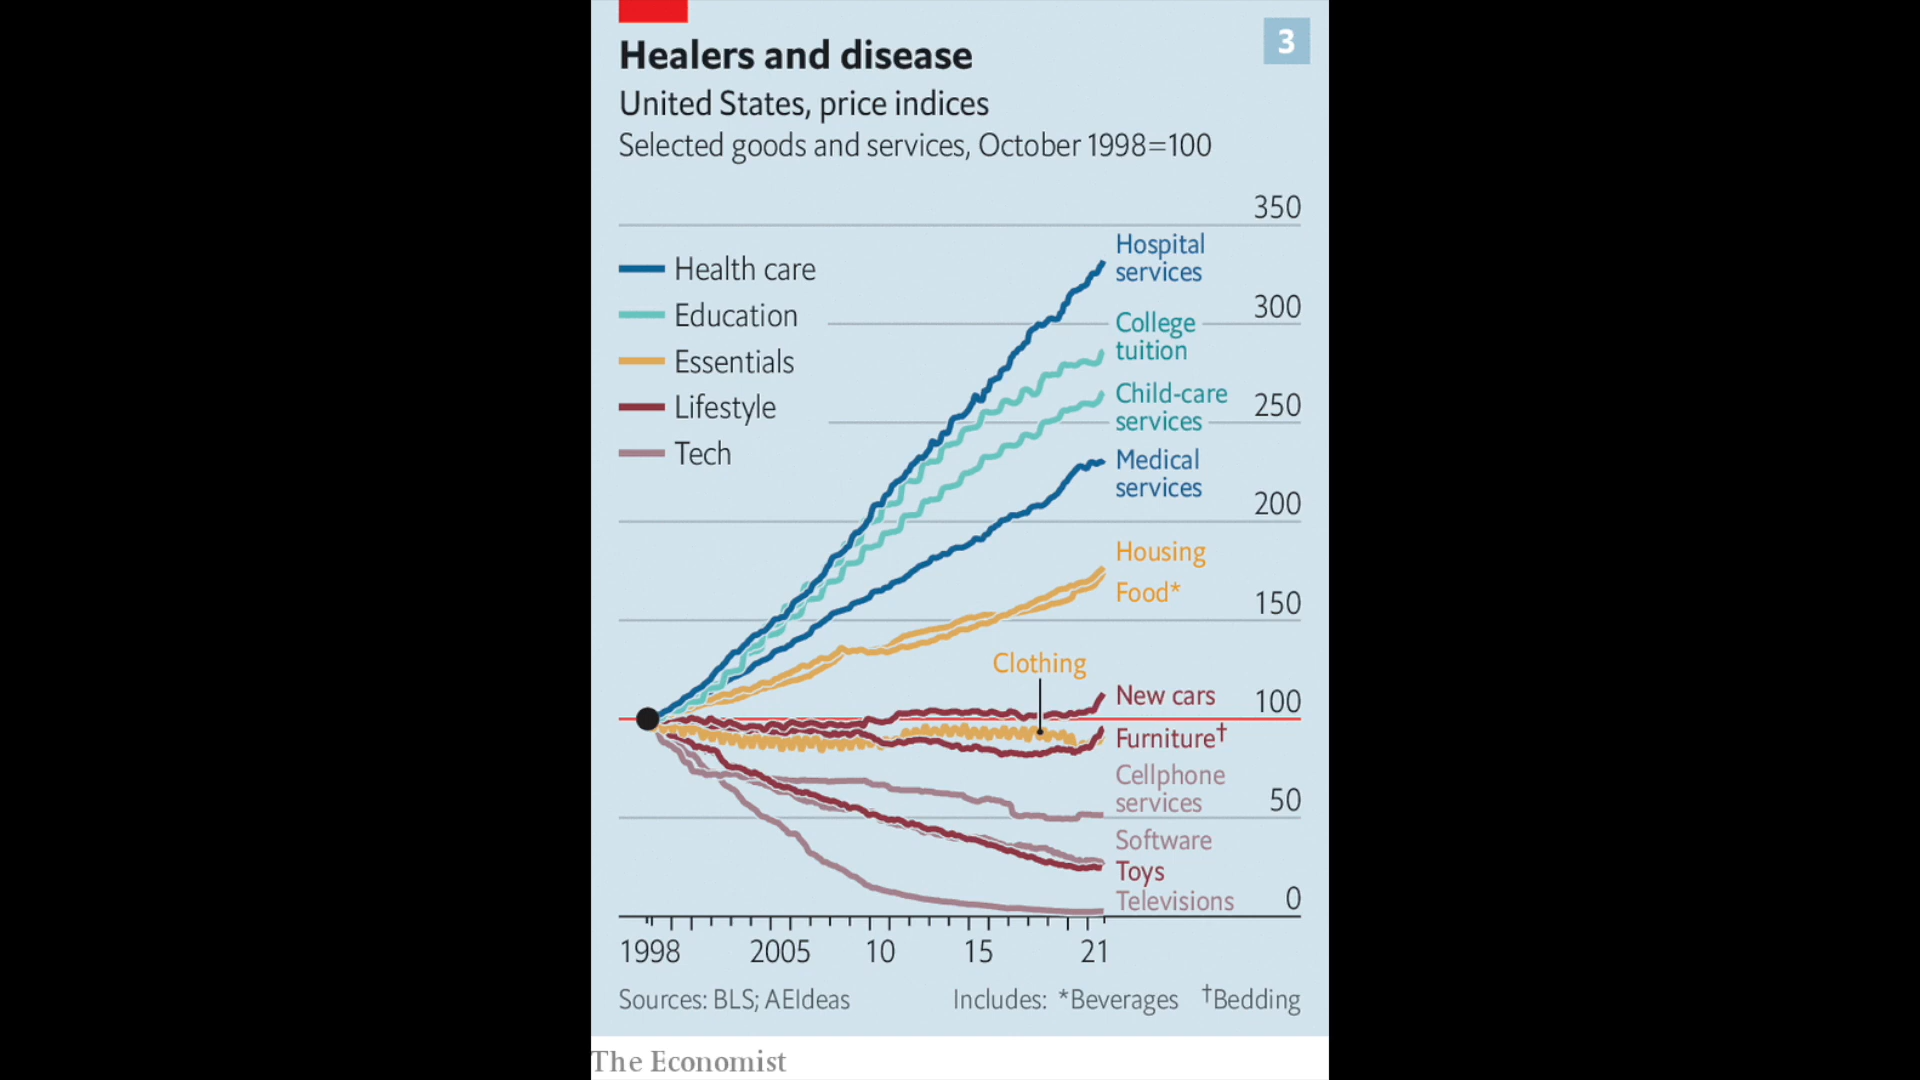 3
Healers and disease
United States, price indices
Selected goods and services, October 1998=100
350
Hospital
services
Health care
300
Education
College
tuition
Essentials
Child-care
services
250
Lifestyle
Tech
Medical
services
200
Housing
Food*
150
Clothing
New cars
100
Furniture†
Cellphone
services
50
Software
Toys
Televisions
0
1998 2005 10 15 21
Sources: BLS; AEIdeas Includes: *Beverages †Bedding
The Economist